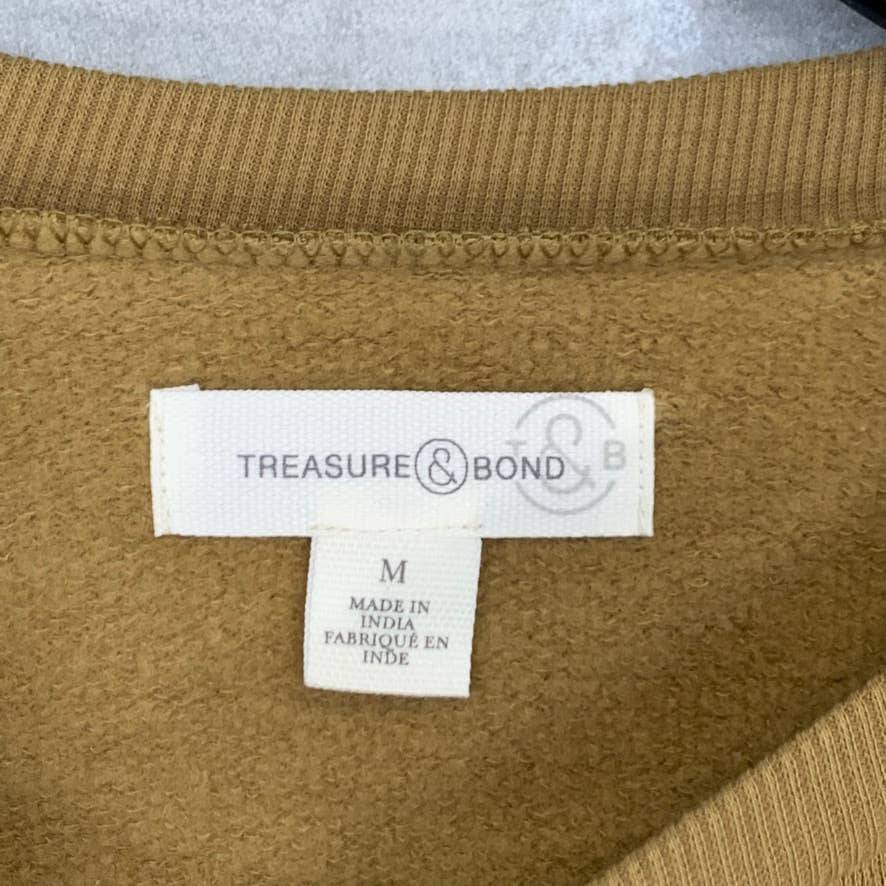 TREASURE & BOND
T & B
M
MADE IN
INDIA
FABRIQUÉ EN
INDE